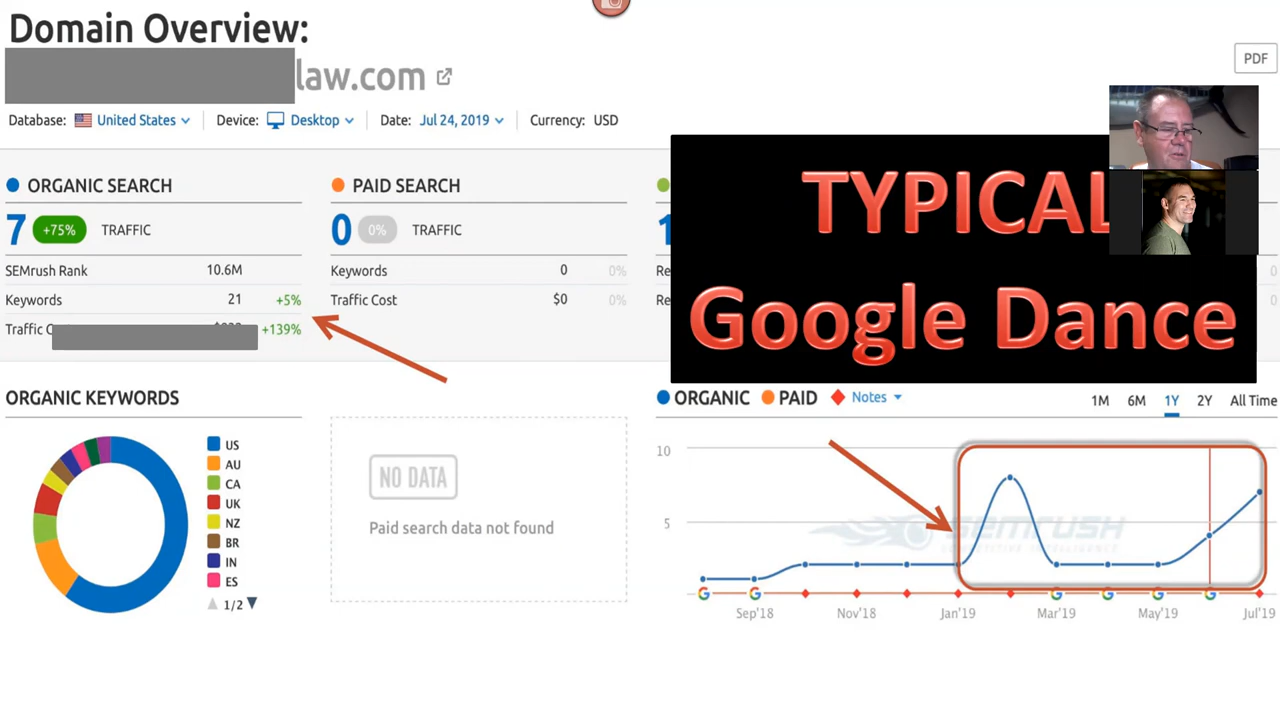 Domain Overview:
law.com
PDF
Database: United States Device: Desktop Date: Jul 24, 2019 Currency: USD
TYPICAL
Google Dance
ORGANIC SEARCH
7 +75% TRAFFIC
SEMrush Rank 10.6M
Keywords 21 +5%
Traffic +139%
PAID SEARCH
0 0% TRAFFIC
Keywords 0 0%
Traffic Cost $0 0%
ORGANIC KEYWORDS
US
AU
CA
UK
NZ
BR
IN
ES
1/2
NO DATA
Paid search data not found
ORGANIC PAID Notes 1M 6M 1Y 2Y All Time
10
5
SEMRUSH
Sep'18 Nov'18 Jan'19 Mar'19 May'19 Jul'19